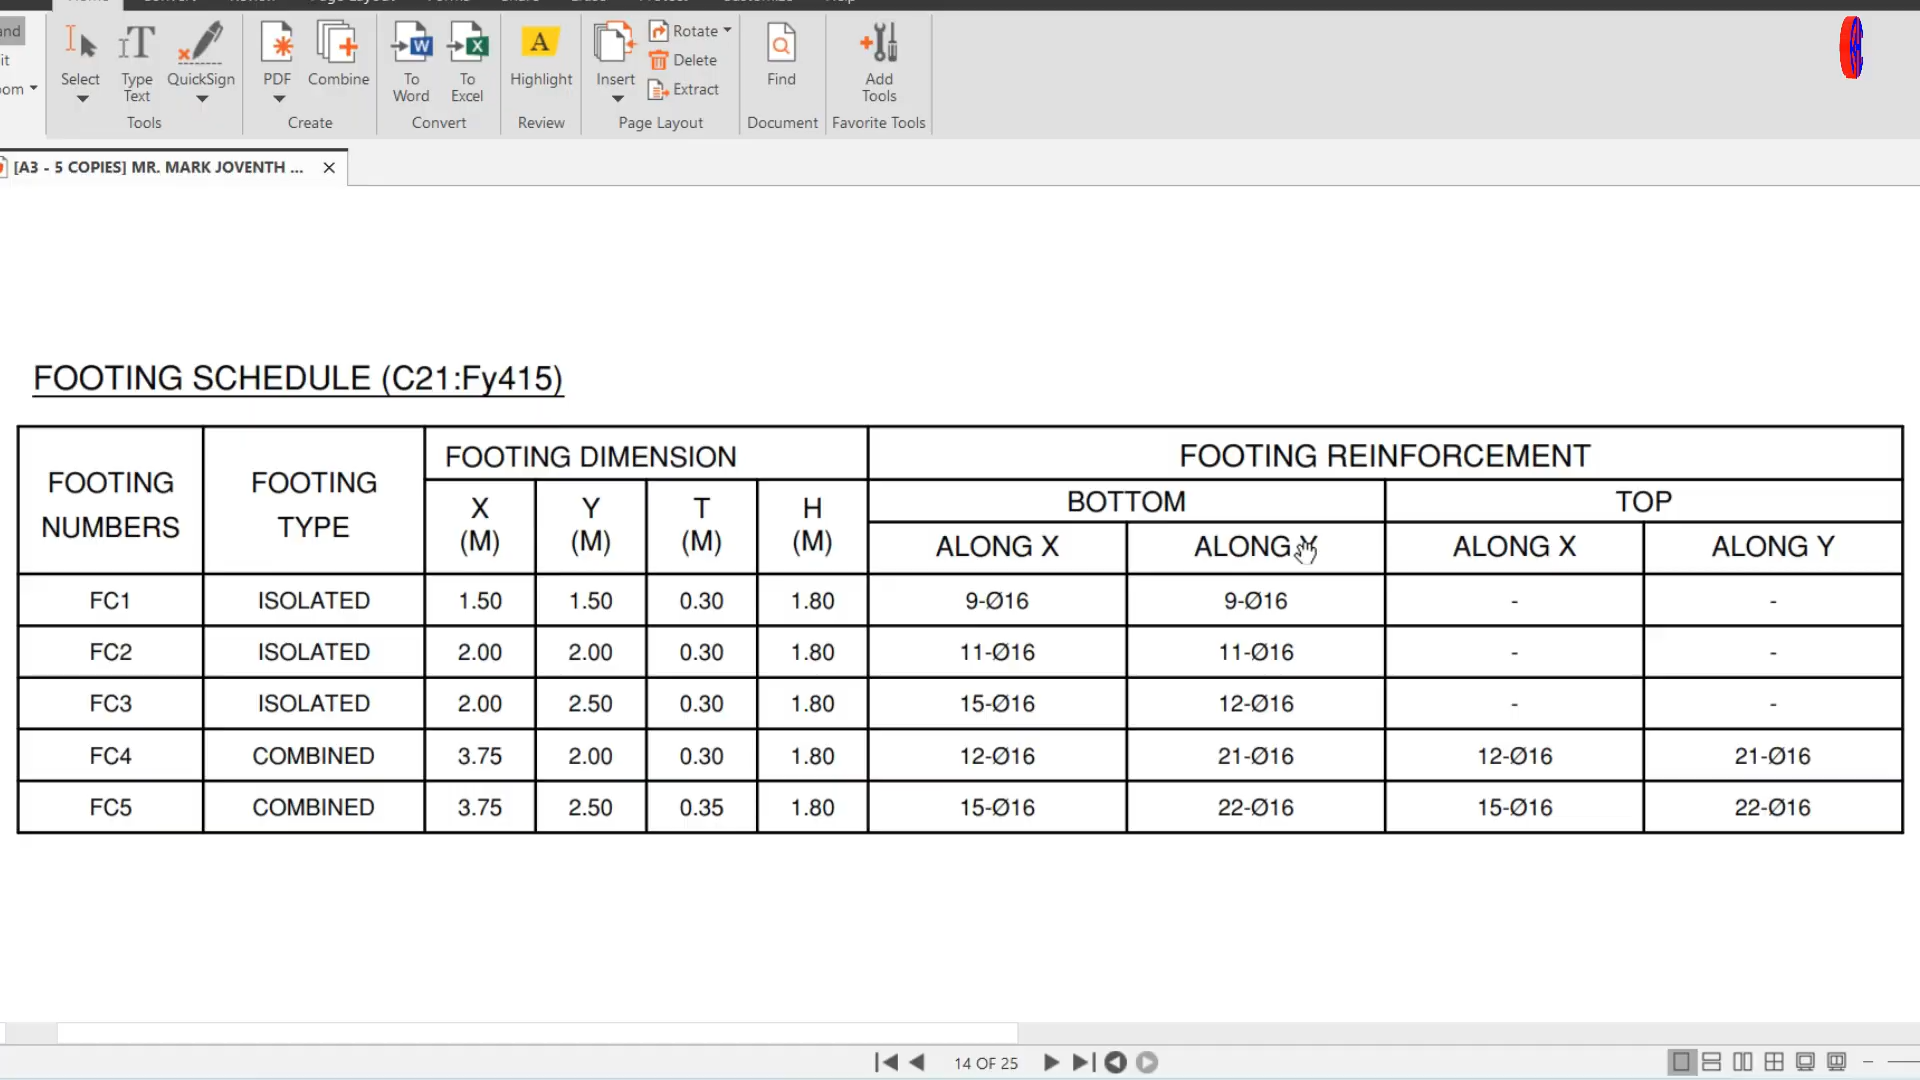 Select
Type
Text
QuickSign
Tools
PDF
Combine
Create
To
Word
To
Excel
Convert
Highlight
Review
Insert
Rotate
Delete
Extract
Page Layout
Find
Document
Add
Tools
Favorite Tools
[A3 - 5 COPIES] MR. MARK JOVENTH ...
FOOTING SCHEDULE (C21:Fy415)
FOOTING NUMBERS
FOOTING TYPE
FOOTING DIMENSION
FOOTING REINFORCEMENT
X (M)
Y (M)
T (M)
H (M)
BOTTOM
TOP
ALONG X
ALONG Y
ALONG X
ALONG Y
FC1 ISOLATED 1.50 1.50 0.30 1.80 9-Ø16 9-Ø16 - -
FC2 ISOLATED 2.00 2.00 0.30 1.80 11-Ø16 11-Ø16 - -
FC3 ISOLATED 2.00 2.50 0.30 1.80 15-Ø16 12-Ø16 - -
FC4 COMBINED 3.75 2.00 0.30 1.80 12-Ø16 21-Ø16 12-Ø16 21-Ø16
FC5 COMBINED 3.75 2.50 0.35 1.80 15-Ø16 22-Ø16 15-Ø16 22-Ø16
14 OF 25